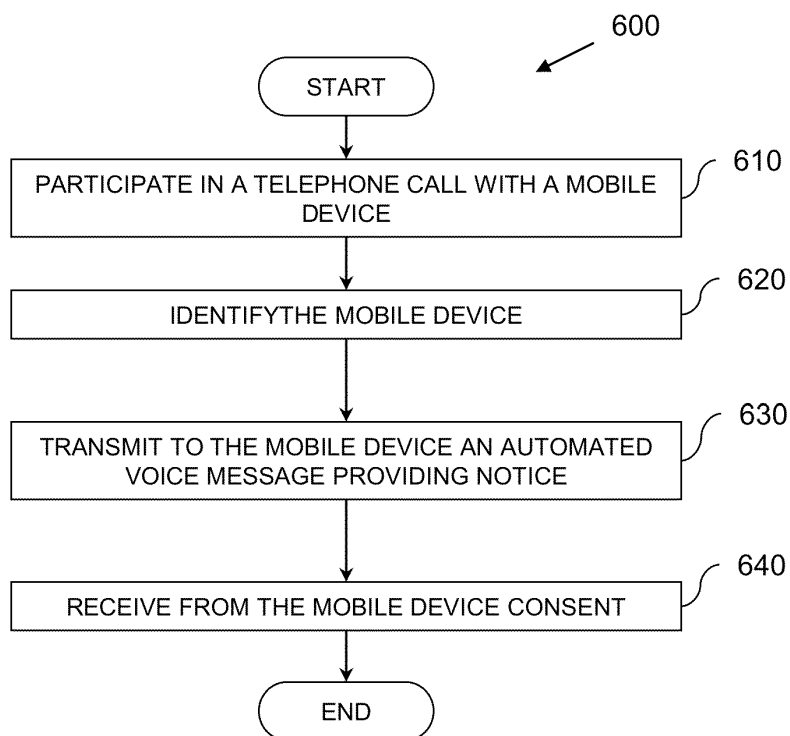 600
START
610
PARTICIPATE IN A TELEPHONE CALL WITH A MOBILE
DEVICE
620
IDENTIFYTHE MOBILE DEVICE
630
TRANSMIT TO THE MOBILE DEVICE AN AUTOMATED
VOICE MESSAGE PROVIDING NOTICE
640
RECEIVE FROM THE MOBILE DEVICE CONSENT
END